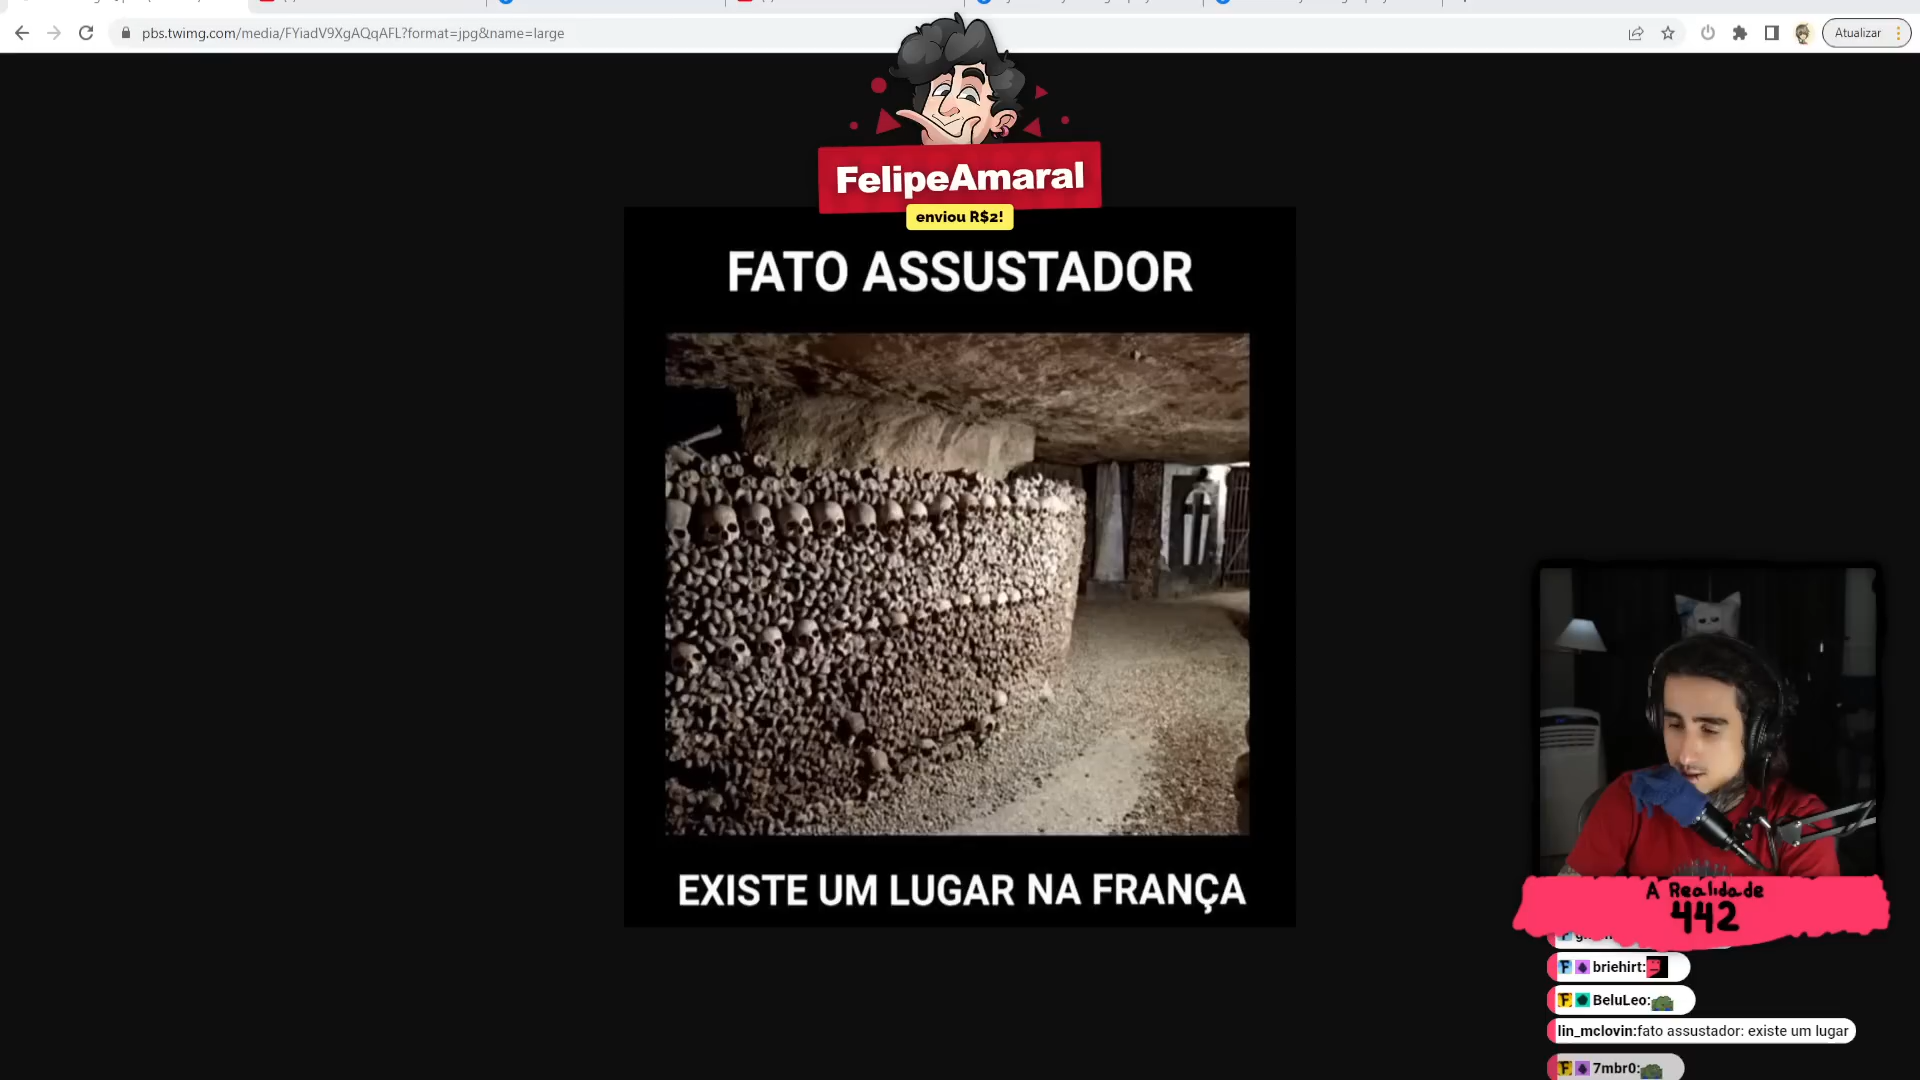 pbs.twimg.com/media/FYiadV9XgAQqAFL?format=jpg&name=large
Atualizar
FelipeAmaral
enviou R$2!
FATO ASSUSTADOR
EXISTE UM LUGAR NA FRANÇA
A Realidade
442
briehirt:
BeluLeo:
lin_mclovin:fato assustador: existe um lugar
7mbr0: